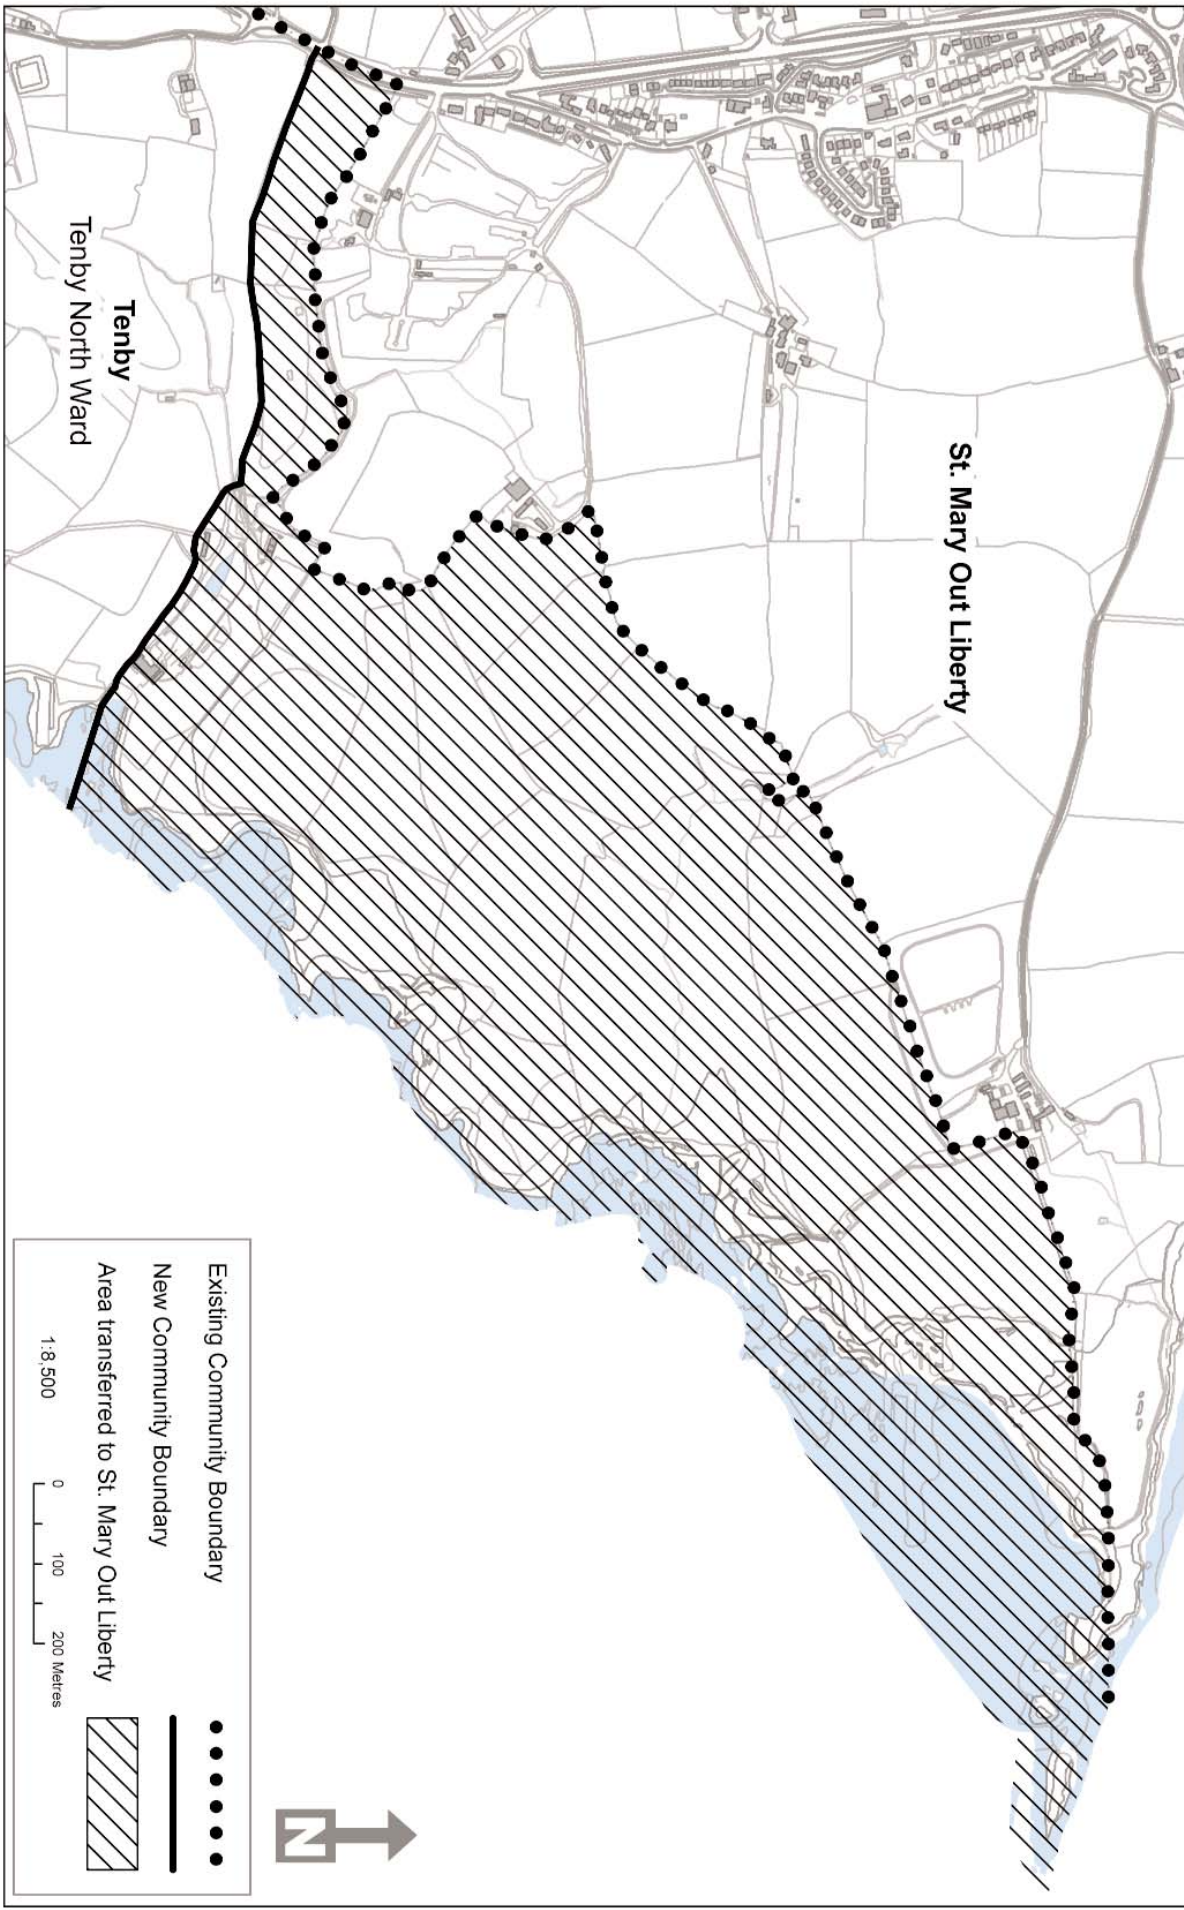 St. Mary Out Liberty
Tenby
Tenby North Ward
Existing Community Boundary
New Community Boundary
Area transferred to St. Mary Out Liberty
1:8,500
0 100 200 Metres
N